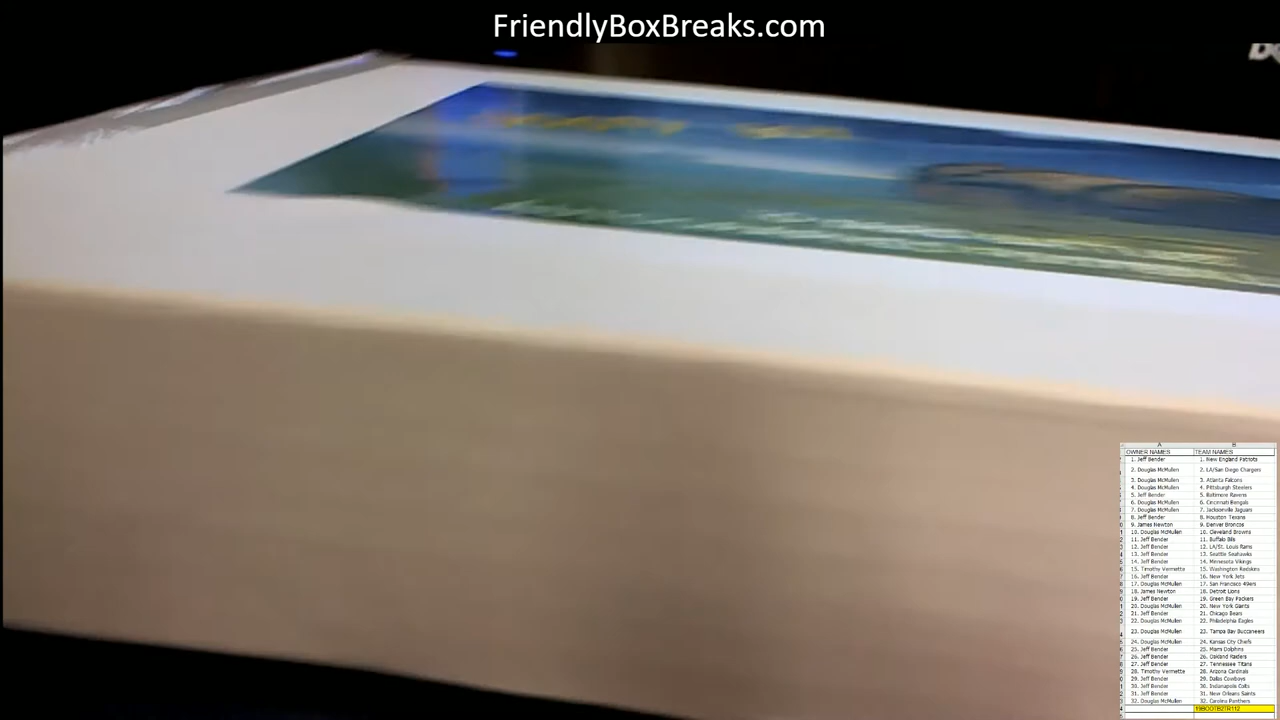 FriendlyBoxBreaks.com
A B
OWNER NAMES TEAM NAMES
1. Jeff Bender 1. New England Patriots
2. Douglas McMullen 2. LA/San Diego Chargers
3. Douglas McMullen 3. Atlanta Falcons
4. Douglas McMullen 4. Pittsburgh Steelers
5. Jeff Bender 5. Baltimore Ravens
6. Douglas McMullen 6. Cincinnati Bengals
7. Douglas McMullen 7. Jacksonville Jaguars
8. Jeff Bender 8. Houston Texans
9. James Newton 9. Denver Broncos
10. Douglas McMullen 10. Cleveland Browns
11. Jeff Bender 11. Buffalo Bills
12. Jeff Bender 12. LA/St. Louis Rams
13. Jeff Bender 13. Seattle Seahawks
14. Jeff Bender 14. Minnesota Vikings
15. Timothy Vermette 15. Washington Redskins
16. Jeff Bender 16. New York Jets
17. Douglas McMullen 17. San Francisco 49ers
18. James Newton 18. Detroit Lions
19. Jeff Bender 19. Green Bay Packers
20. Douglas McMullen 20. New York Giants
21. Jeff Bender 21. Chicago Bears
22. Douglas McMullen 22. Philadelphia Eagles
23. Douglas McMullen 23. Tampa Bay Buccaneers
24. Douglas McMullen 24. Kansas City Chiefs
25. Jeff Bender 25. Miami Dolphins
26. Jeff Bender 26. Oakland Raiders
27. Jeff Bender 27. Tennessee Titans
28. Timothy Vermette 28. Arizona Cardinals
29. Jeff Bender 29. Dallas Cowboys
30. Jeff Bender 30. Indianapolis Colts
31. Jeff Bender 31. New Orleans Saints
32. Douglas McMullen 32. Carolina Panthers
19BOOTB2TR112